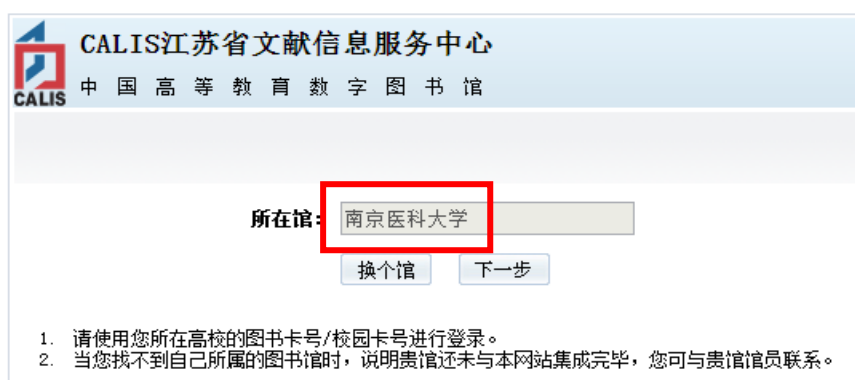 CALIS江苏省文献信息服务中心
中国高等教育数字图书馆
CALIS
所在馆: 南京医科大学
换个馆 下一步
1. 请使用您所在高校的图书卡号/校园卡号进行登录。
2. 当您找不到自己所属的图书馆时，说明贵馆还未与本网站集成完毕，您可与贵馆馆员联系。